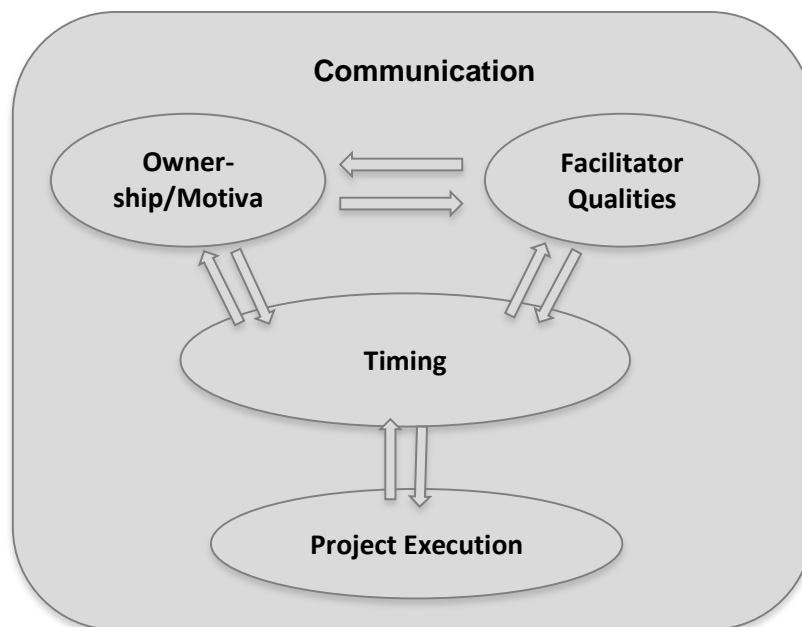 Communication
Owner-
ship/Motiva
Facilitator
Qualities
Timing
Project Execution